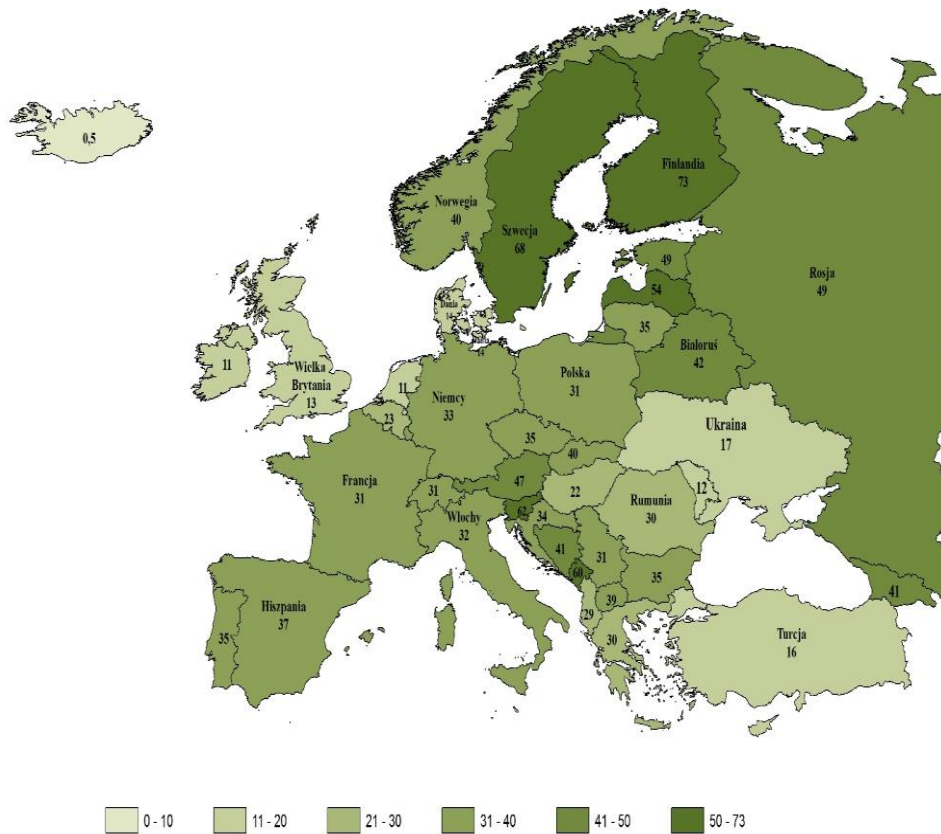 0,5
Finlandia
73
Norwegia
40
Szwecja
68
49
Rosja
49
54
Dania
14
35
Białoruś
42
11
Wielka
Brytania
13
11
Polska
31
Niemcy
33
23
Ukraina
17
35
40
Francja
31
47
12
31
22
Rumunia
30
Włochy
32
62
34
41
31
60
35
39
41
29
Hiszpania
37
35
30
Turcja
16
0 - 10
11 - 20
21 - 30
31 - 40
41 - 50
50 - 73